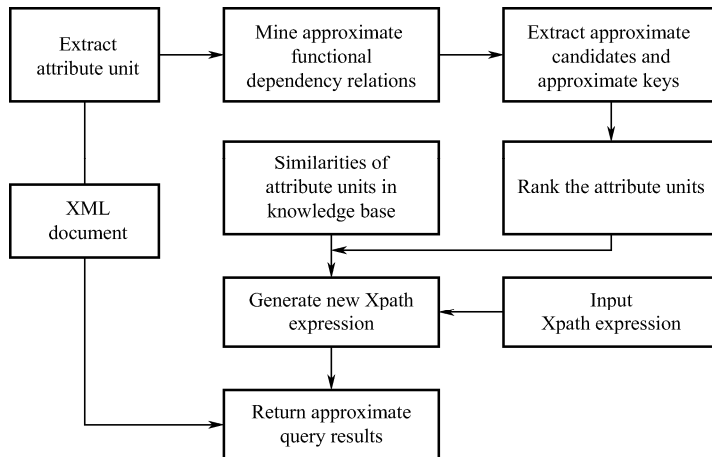 Extract
attribute unit
Mine approximate
functional
dependency relations
Extract approximate
candidates and
approximate keys
Similarities of
attribute units in
knowledge base
Rank the attribute units
XML
document
Generate new Xpath
expression
Input
Xpath expression
Return approximate
query results